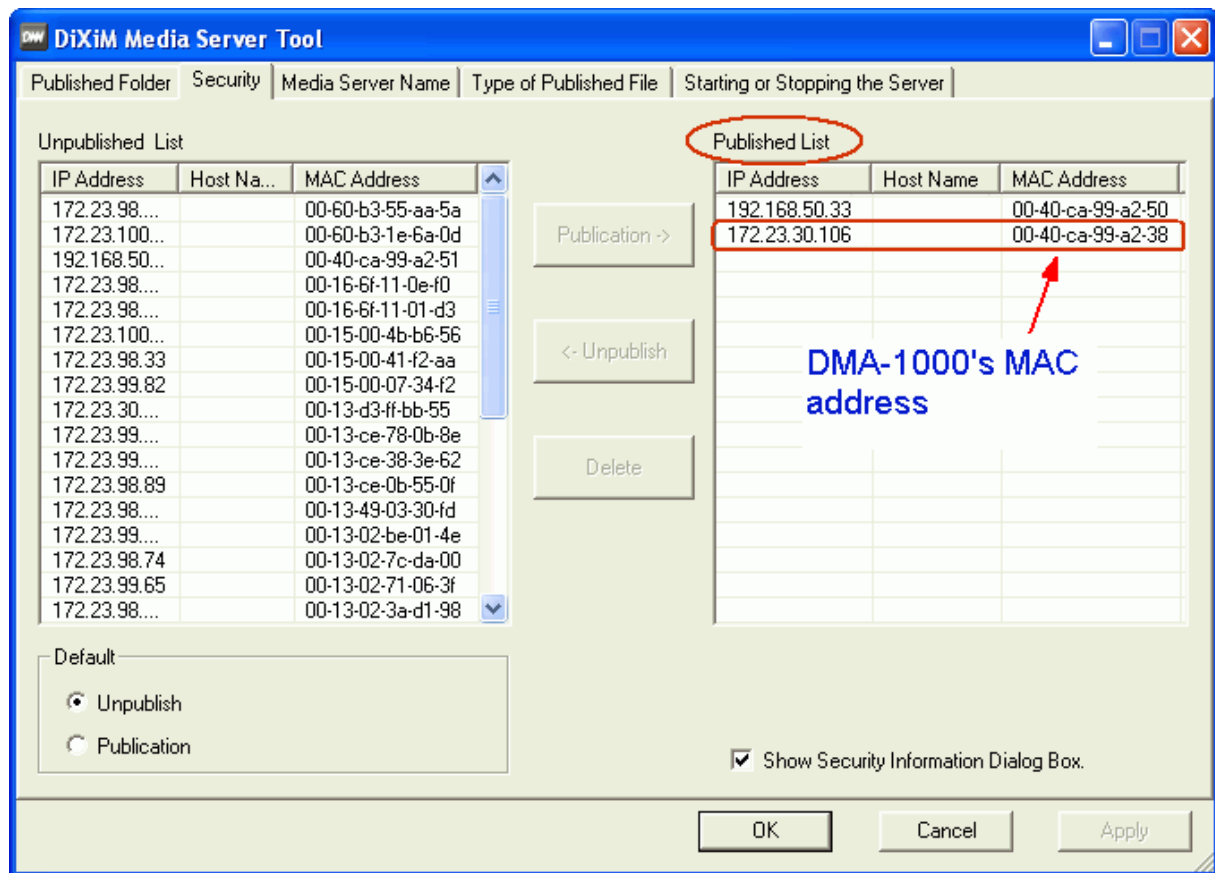 DiXiM Media Server Tool
Published Folder Security Media Server Name Type of Published File Starting or Stopping the Server
Unpublished List
IP Address Host Na... MAC Address
172.23.98.... 00-60-b3-55-aa-5a
172.23.100... 00-60-b3-1e-6a-0d
192.168.50... 00-40-ca-99-a2-51
172.23.98.... 00-16-6f-11-0e-f0
172.23.98.... 00-16-6f-11-01-d3
172.23.100... 00-15-00-4b-b6-56
172.23.98.33 00-15-00-41-f2-aa
172.23.99.82 00-15-00-07-34-f2
172.23.30.... 00-13-d3-ff-bb-55
172.23.99.... 00-13-ce-78-0b-8e
172.23.99.... 00-13-ce-38-3e-62
172.23.98.89 00-13-ce-0b-55-0f
172.23.98.... 00-13-49-03-30-fd
172.23.99.... 00-13-02-be-01-4e
172.23.98.74 00-13-02-7c-da-00
172.23.99.65 00-13-02-71-06-3f
172.23.98.... 00-13-02-3a-d1-98
Publication ->
<- Unpublish
Delete
Published List
IP Address Host Name MAC Address
192.168.50.33 00-40-ca-99-a2-50
172.23.30.106 00-40-ca-99-a2-38
DMA-1000's MAC
address
Default
Unpublish
Publication
Show Security Information Dialog Box.
OK Cancel Apply